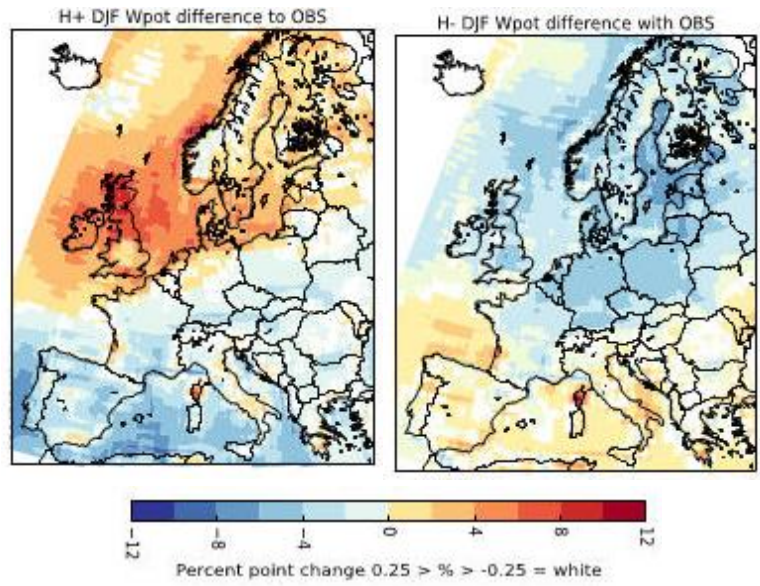 H+ DJF Wpot difference to OBS
H- DJF Wpot difference with OBS
-12 -8 -4 0 4 8 12
Percent point change 0.25 > % > -0.25 = white